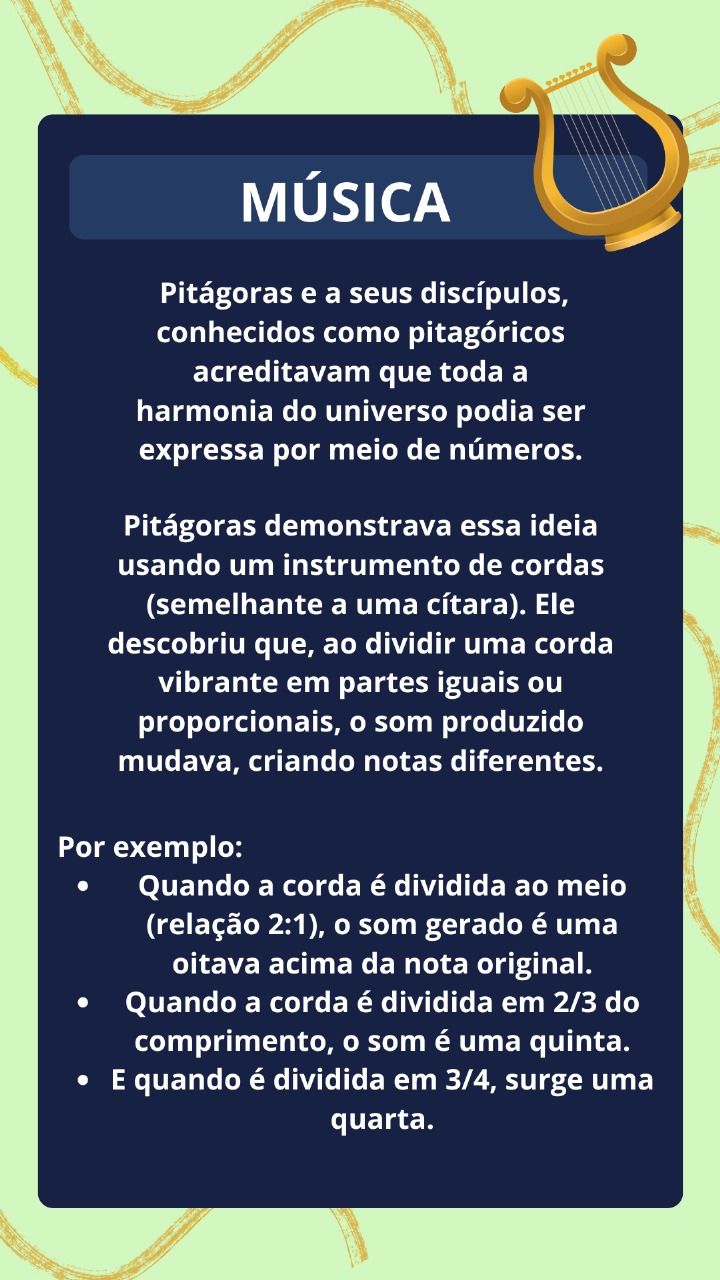 MÚSICA
Pitágoras e a seus discípulos,
conhecidos como pitagóricos
acreditavam que toda a
harmonia do universo podia ser
expressa por meio de números.
Pitágoras demonstrava essa ideia
usando um instrumento de cordas
(semelhante a uma cítara). Ele
descobriu que, ao dividir uma corda
vibrante em partes iguais ou
proporcionais, o som produzido
mudava, criando notas diferentes.
Por exemplo:
• Quando a corda é dividida ao meio
(relação 2:1), o som gerado é uma
oitava acima da nota original.
• Quando a corda é dividida em 2/3 do
comprimento, o som é uma quinta.
• E quando é dividida em 3/4, surge uma
quarta.